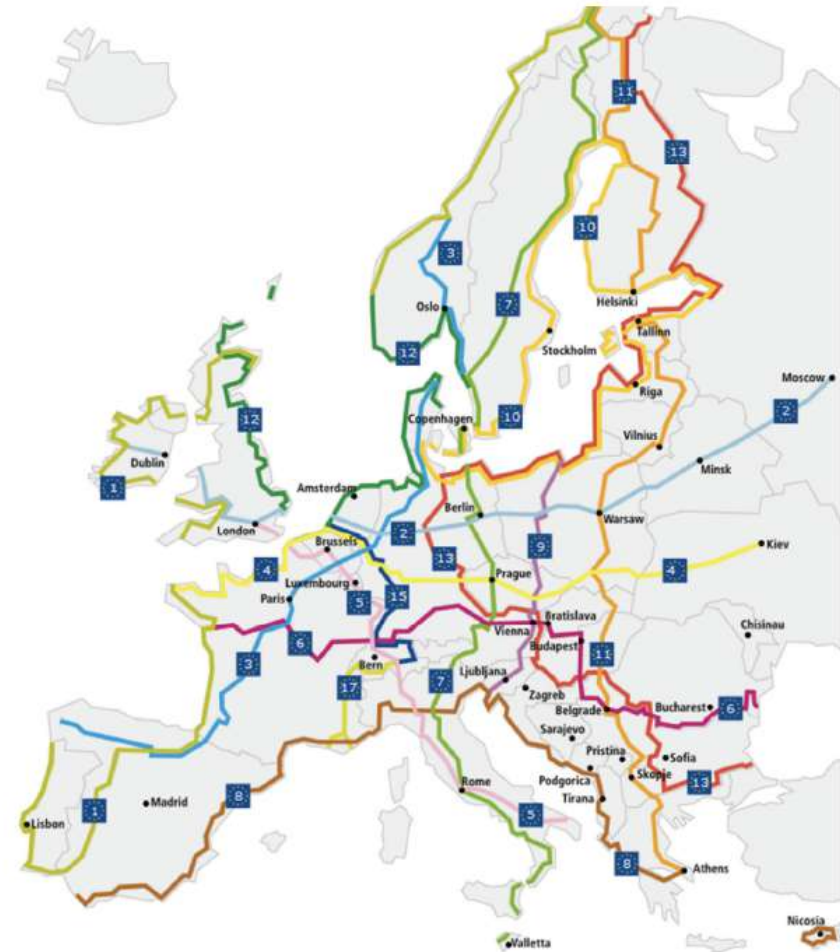 11
13
3
10
7
Oslo
Helsinki
Tallinn
12
Stockholm
Moscow
Riga
2
12
Copenhagen
10
Vilnius
Dublin
Minsk
1
Amsterdam
Berlin
London
Warsaw
2
Brussels
13
9
Kiev
4
4
Prague
Luxembourg
5
15
Paris
Bratislava
Chisinau
Vienna
6
Budapest
Bern
11
3
Ljubljana
17
7
Zagreb
6
Belgrade
Bucharest
Sarajevo
Pristina
Sofia
Rome
Podgorica
Skopje
13
8
Madrid
Tirana
1
Lisbon
5
8
Athens
Nicosia
Valletta